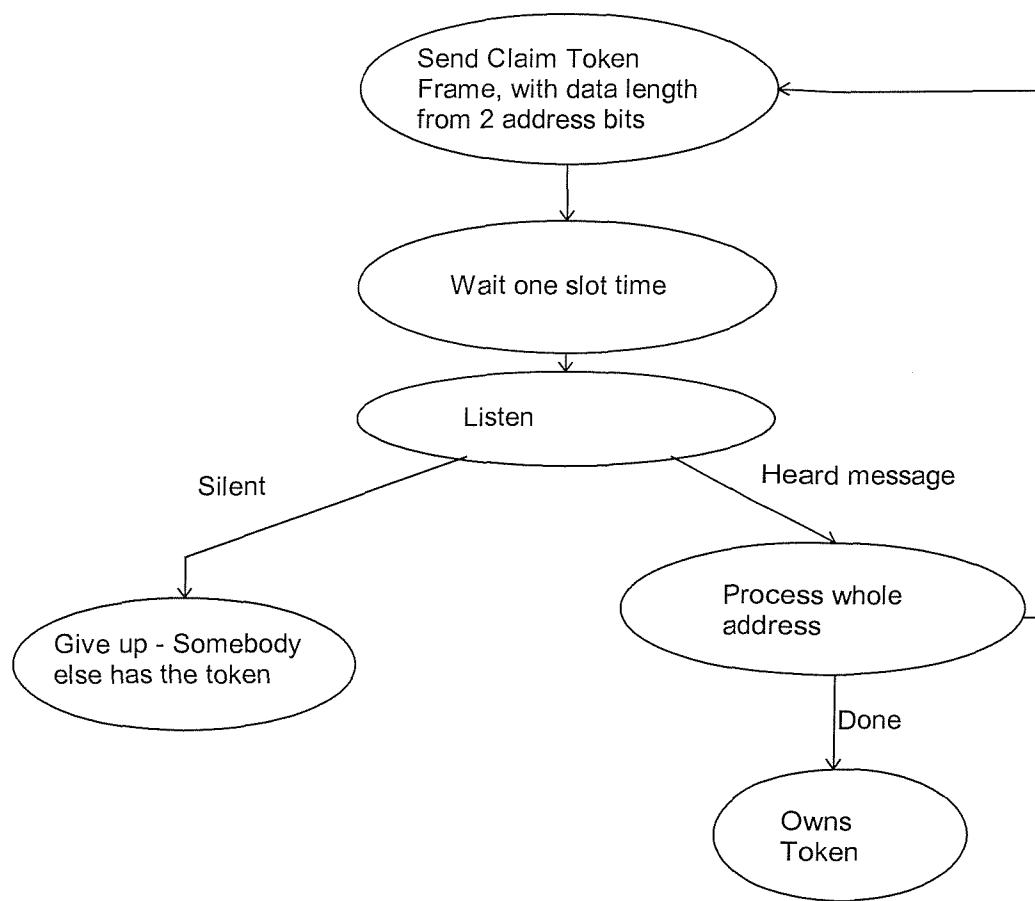 Send Claim Token
Frame, with data length
from 2 address bits
Wait one slot time
Listen
Silent
Heard message
Process whole
address
Give up - Somebody
else has the token
Done
Owns
Token